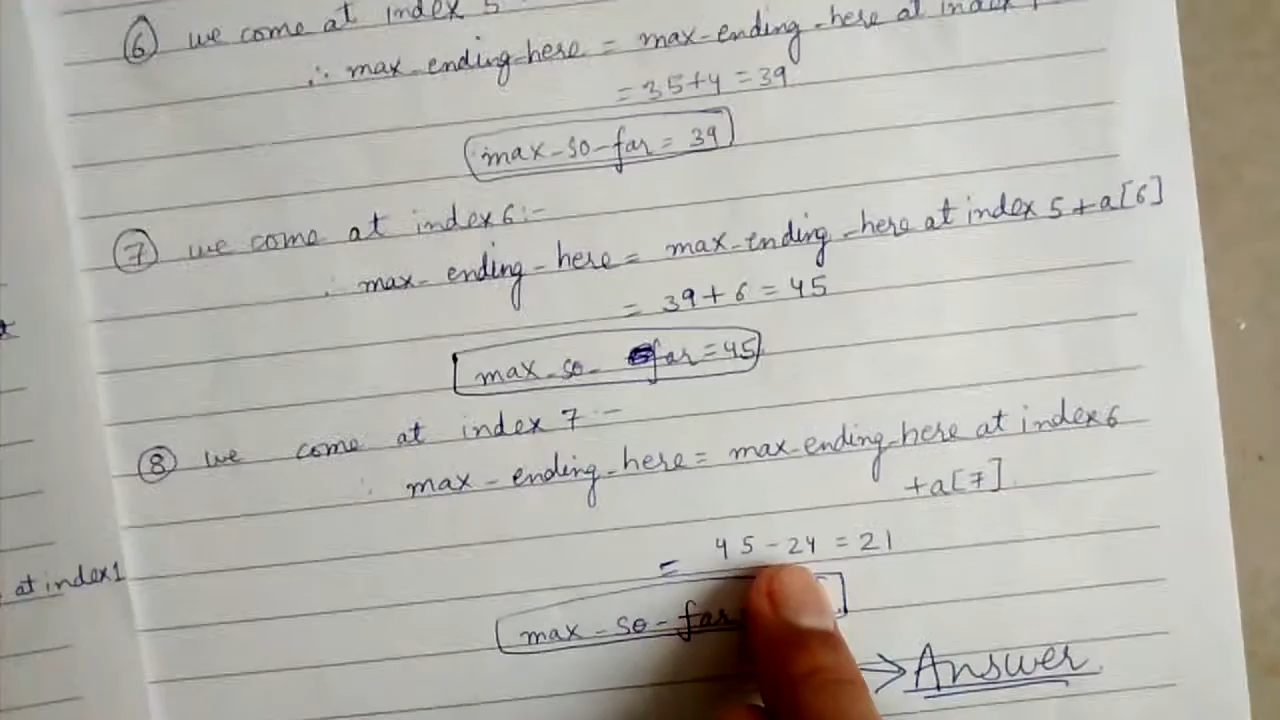 ⑥ we come at index 5
∴ max-ending-here = max-ending-here at index
= 35+4 = 39
max-so-far = 39
⑦ we come at index 6:-
∴ max-ending-here = max-ending-here at index 5 + a[6]
= 39 + 6 = 45
max-so-far = 45
⑧ we come at index 7 :-
∴ max-ending-here = max-ending-here at index 6
+a[7]
= 45 - 24 = 21
max-so-far
⇒ Answer
at index 1